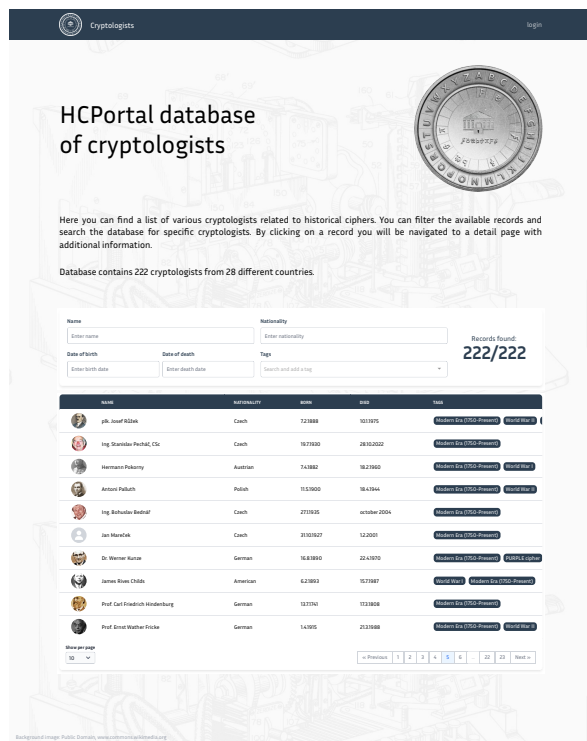 Cryptologists
login
HCPortal database
of cryptologists
Here you can find a list of various cryptologists related to historical ciphers. You can filter the available records and
search the database for specific cryptologists. By clicking on a record you will be navigated to a detail page with
additional information.
Database contains 222 cryptologists from 28 different countries.
Name Nationality
Enter name Enter nationality
Records found:
222/222
Date of birth Date of death Tags
Enter birth date Enter death date Search and add a tag
NAME NATIONALITY BORN DIED TAGS
plk. Josef Růžek Czech 7.2.1888 10.1.1975 Modern Era (1750-Present) World War II
Ing. Stanislav Pecháč, CSc Czech 19.7.1930 28.10.2022 Modern Era (1750-Present)
Hermann Pokorny Austrian 7.4.1882 18.2.1960 Modern Era (1750-Present) World War I
Antoni Palluth Polish 11.5.1900 18.4.1944 Modern Era (1750-Present) World War II
Ing. Bohuslav Bednář Czech 27.1.1935 october 2004 Modern Era (1750-Present)
Jan Mareček Czech 31.10.1927 1.2.2001 Modern Era (1750-Present)
Dr. Werner Kunze German 16.8.1890 22.4.1970 Modern Era (1750-Present) PURPLE cipher
James Rives Childs American 6.2.1893 15.7.1987 World War I Modern Era (1750-Present)
Prof. Carl Friedrich Hindenburg German 13.7.1741 17.3.1808 Modern Era (1750-Present)
Prof. Ernst Wather Fricke German 1.4.1915 21.3.1988 Modern Era (1750-Present) World War II
Show per page
10
« Previous 1 2 3 4 5 6 ... 22 23 Next »
Background image: Public Domain, www.commons.wikimedia.org